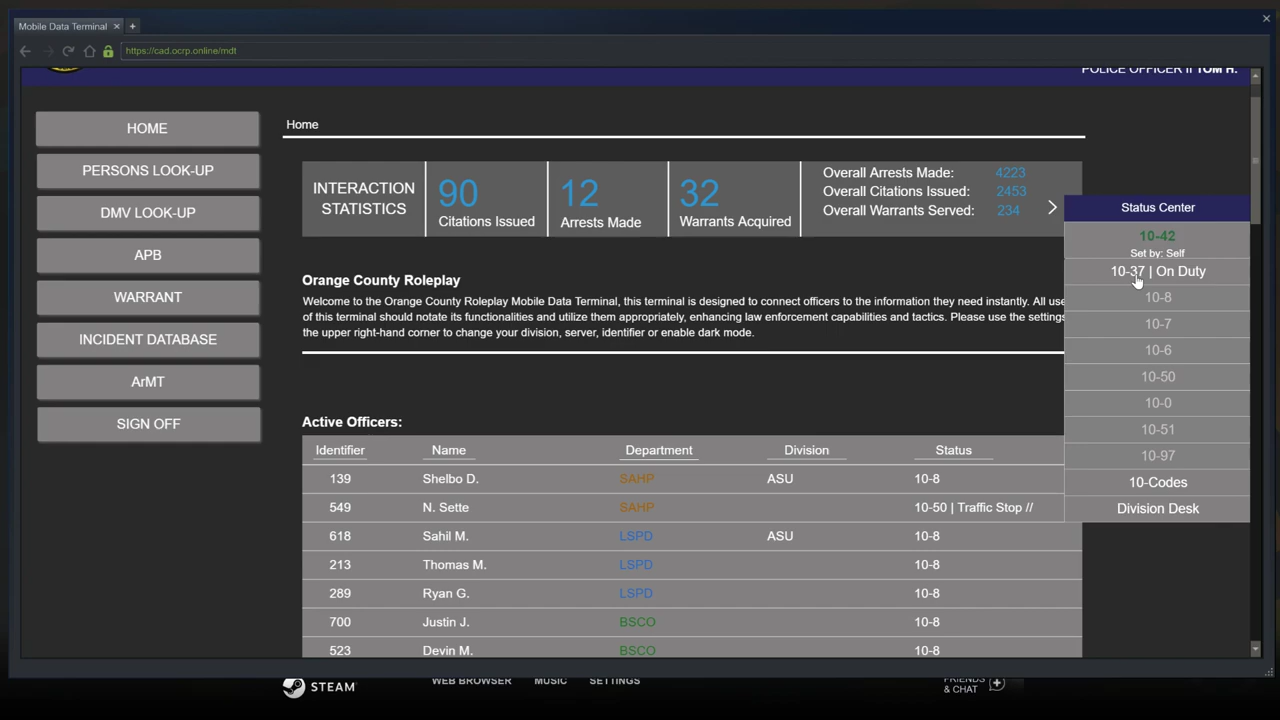 Mobile Data Terminal
https://cad.ocrp.online/mdt
POLICE OFFICER II TOM H.
HOME
PERSONS LOOK-UP
DMV LOOK-UP
APB
WARRANT
INCIDENT DATABASE
ArMT
SIGN OFF
Home
INTERACTION
STATISTICS
90
Citations Issued
12
Arrests Made
32
Warrants Acquired
Overall Arrests Made: 4223
Overall Citations Issued: 2453
Overall Warrants Served: 234
Status Center
10-42
Set by: Self
10-37 | On Duty
10-8
10-7
10-6
10-50
10-0
10-51
10-97
10-Codes
Division Desk
Orange County Roleplay
Welcome to the Orange County Roleplay Mobile Data Terminal, this terminal is designed to connect officers to the information they need instantly. All use
of this terminal should notate its functionalities and utilize them appropriately, enhancing law enforcement capabilities and tactics. Please use the settings
the upper right-hand corner to change your division, server, identifier or enable dark mode.
Active Officers:
Identifier Name Department Division Status
139 Shelbo D. SAHP ASU 10-8
549 N. Sette SAHP 10-50 | Traffic Stop //
618 Sahil M. LSPD ASU 10-8
213 Thomas M. LSPD 10-8
289 Ryan G. LSPD 10-8
700 Justin J. BSCO 10-8
523 Devin M. BSCO 10-8
STEAM
WEB BROWSER MUSIC SETTINGS
FRIENDS
& CHAT